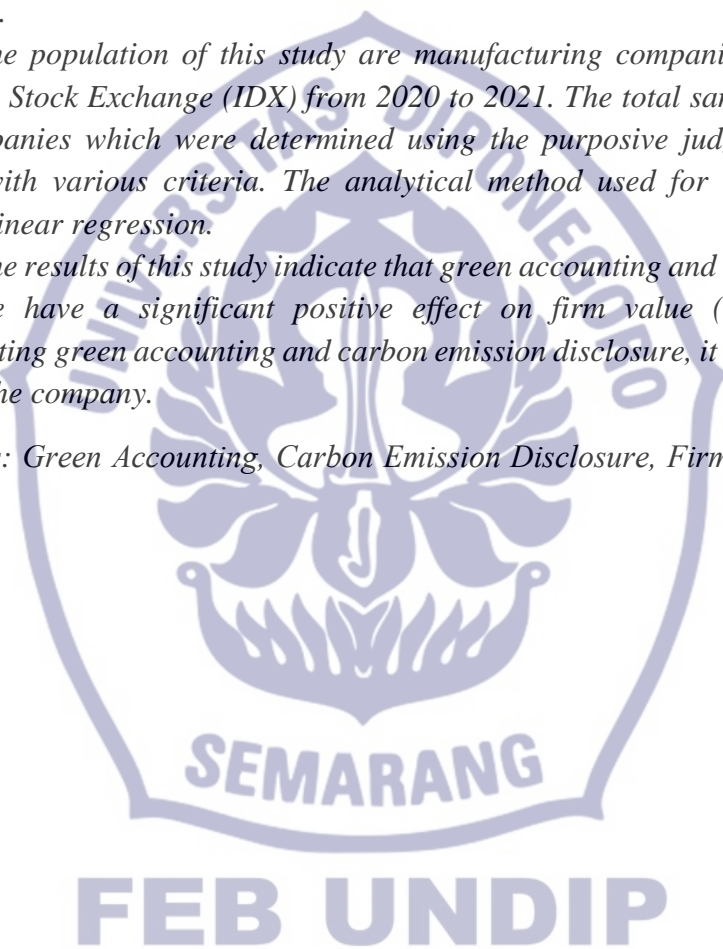 .
he population of this study are manufacturing compani
Stock Exchange (IDX) from 2020 to 2021. The total sar
panies which were determined using the purposive jud
with various criteria. The analytical method used for
inear regression.
he results of this study indicate that green accounting and
e have a significant positive effect on firm value (
ting green accounting and carbon emission disclosure, it
he company.
: Green Accounting, Carbon Emission Disclosure, Firm
UNIVERSITAS DIPONEGORO
SEMARANG
FEB UNDIP